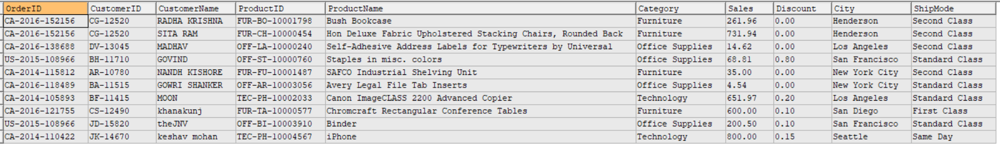 OrderID CustomerID CustomerName ProductID ProductName Category Sales Discount City ShipMode
CA-2016-152156 CG-12520 RADHA KRISHNA FUR-BO-10001798 Bush Bookcase Furniture 261.96 0.00 Henderson Second Class
CA-2016-152156 CG-12520 SITA RAM FUR-CH-10000454 Hon Deluxe Fabric Upholstered Stacking Chairs, Rounded Back Furniture 731.94 0.00 Henderson Second Class
CA-2016-138688 DV-13045 MADHAV OFF-LA-10000240 Self-Adhesive Address Labels for Typewriters by Universal Office Supplies 14.62 0.00 Los Angeles Second Class
US-2015-108966 BH-11710 GOVIND OFF-ST-10000760 Staples in misc. colors Office Supplies 68.81 0.80 San Francisco Standard Class
CA-2014-115812 AR-10780 NANDH KISHORE FUR-FU-10001487 SAFCO Industrial Shelving Unit Furniture 35.00 0.00 New York City Second Class
CA-2016-118489 BA-11515 GOWRI SHANKER OFF-AR-10003056 Avery Legal File Tab Inserts Office Supplies 4.54 0.00 New York City Standard Class
CA-2014-105893 BF-11415 MOON TEC-PH-10002033 Canon ImageCLASS 2200 Advanced Copier Technology 651.97 0.20 Los Angeles Standard Class
CA-2016-121755 CS-12490 khanakunj FUR-TA-10000577 Chromcraft Rectangular Conference Tables Furniture 600.00 0.10 San Diego First Class
US-2015-108966 JD-15820 theJNV OFF-BI-10003910 Binder Office Supplies 200.50 0.10 San Francisco Standard Class
CA-2014-110422 JK-14670 keshav mohan TEC-PH-10004567 iPhone Technology 800.00 0.15 Seattle Same Day